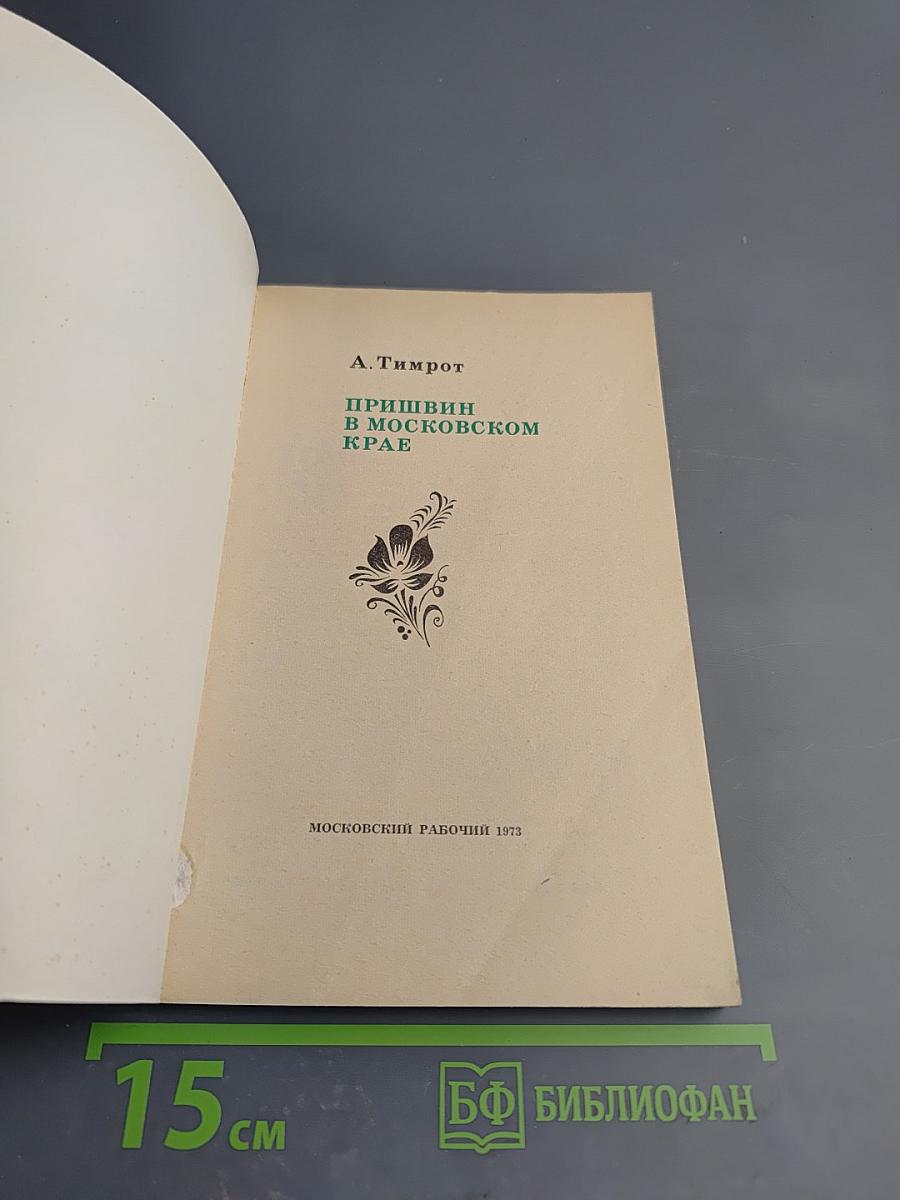 А. Тимрот
ПРИШВИН
В МОСКОВСКОМ
КРАЕ
МОСКОВСКИЙ РАБОЧИЙ 1973
15 см
БФ БИБЛИОФАН